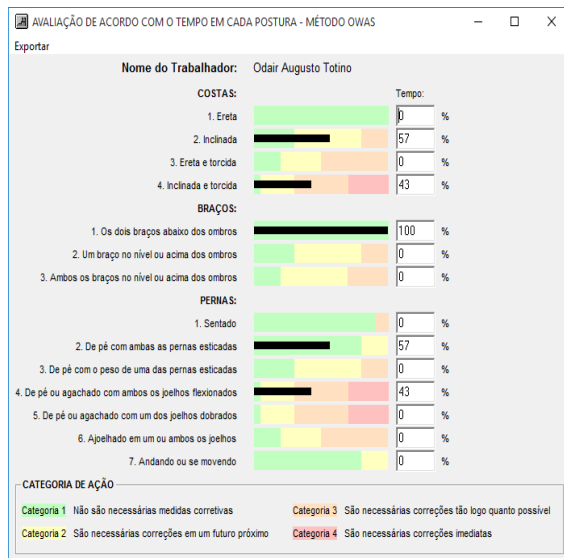 AVALIAÇÃO DE ACORDO COM O TEMPO EM CADA POSTURA - MÉTODO OWAS
Exportar
Nome do Trabalhador: Odair Augusto Totino
COSTAS: Tempo:
1. Ereta 0 %
2. Inclinada 57 %
3. Ereta e torcida 0 %
4. Inclinada e torcida 43 %
BRAÇOS:
1. Os dois braços abaixo dos ombros 100 %
2. Um braço no nível ou acima dos ombros 0 %
3. Ambos os braços no nível ou acima dos ombros 0 %
PERNAS:
1. Sentado 0 %
2. De pé com ambas as pernas esticadas 57 %
3. De pé com o peso de uma das pernas esticadas 0 %
4. De pé ou agachado com ambos os joelhos flexionados 43 %
5. De pé ou agachado com um dos joelhos dobrados 0 %
6. Ajoelhado em um ou ambos os joelhos 0 %
7. Andando ou se movendo 0 %
CATEGORIA DE AÇÃO
Categoria 1 Não são necessárias medidas corretivas Categoria 3 São necessárias correções tão logo quanto possível
Categoria 2 São necessárias correções em um futuro próximo Categoria 4 São necessárias correções imediatas